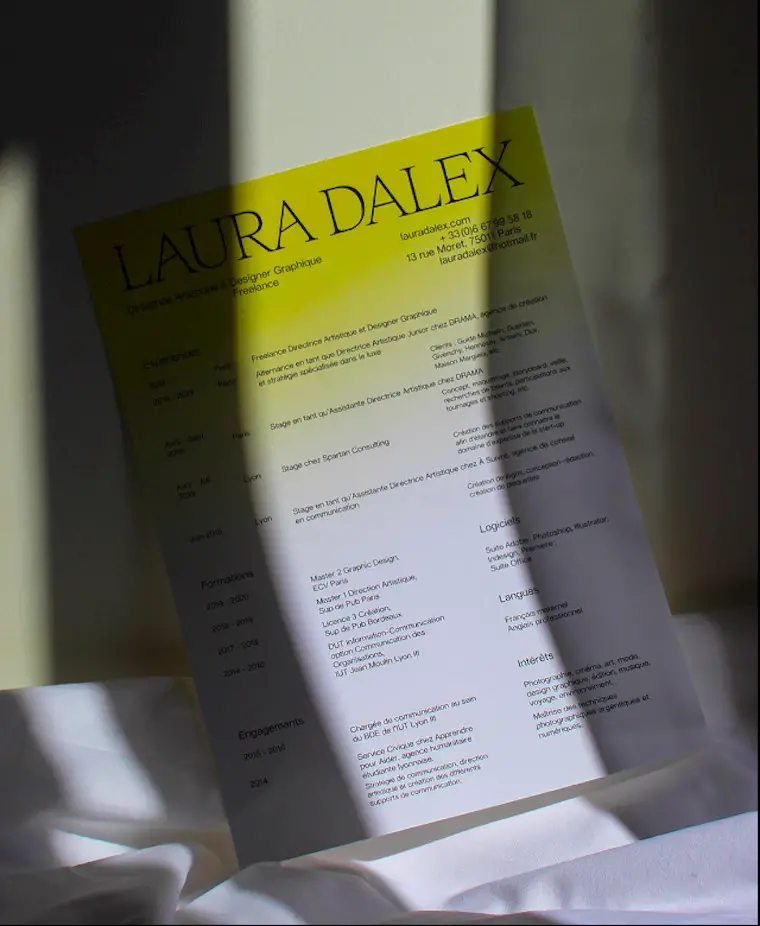 LAURA DALEX
Directrice Artistique & Designer Graphique
Freelance
lauradalex.com
+ 33(0)6 67 99 58 18
13 rue Moret, 75011 Paris
lauradalex@hotmail.fr
Paris
Freelance Directrice Artistique et Designer Graphique
Paris
Alternance en tant que Directrice Artistique Junior chez DRAMA, agence de création
et stratégie spécialisée dans le luxe
Clients : Guide Michelin, Guerlain,
Givenchy, Hennessy, Dior,
Maison Margiela, etc.
Paris
Stage en tant qu'Assistante Directrice Artistique chez DRAMA
Concept, maquettage, storyboard, veille,
recherches de talents, participations aux
tournages et shooting, etc.
Lyon
Stage chez Spartan Consulting
Création des supports de communication
afin d'étendre et faire connaître le
domaine d'expertise de la start-up
Lyon
Stage en tant qu'Assistante Directrice Artistique chez À Suivre, agence de conseil
en communication
Création de logos, conception-rédaction,
création de
Formations
2019 - 2020
Master 2 Graphic Design,
ECV Paris
2018 - 2019
Master 1 Direction Artistique,
Sup de Pub Paris
2017 - 2018
Licence 3 Création,
Sup de Pub Bordeaux
2014 - 2016
DUT Information-Communication
option Communication des
Organisations,
IUT Jean Moulin Lyon III
Engagements
2015 - 2016
Chargée de communication au sein
du BDE de l'IUT Lyon III
2014
Service Civique chez Apprendre
pour Aider, agence humanitaire
étudiante lyonnaise.
Stratégie de communication, direction
artistique et création des différents
supports de communication.
Logiciels
Suite Adobe : Photoshop, Illustrator,
Indesign, Premiere ;
Suite Office
Langues
Français maternel
Anglais professionnel
Intérêts
Photographie, cinéma, art, mode,
design graphique, édition, musique,
voyage, environnement.
Maîtrise des techniques
photographiques argentiques et
numériques.